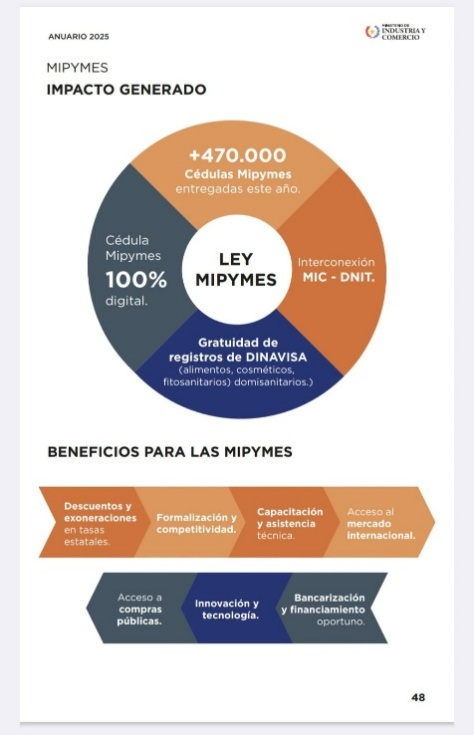 ANUARIO 2025
MINISTERIO DE
INDUSTRIA Y
COMERCIO
MIPYMES
IMPACTO GENERADO
+470.000
Cédulas Mipymes
entregadas este año.
Cédula
Mipymes
100%
digital.
LEY
MIPYMES
Interconexión
MIC - DNIT.
Gratuidad de
registros de DINAVISA
(alimentos, cosméticos,
fitosanitarios) domisanitarios.)
BENEFICIOS PARA LAS MIPYMES
Descuentos y
exoneraciones
en tasas
estatales.
Formalización y
competitividad.
Capacitación
y asistencia
técnica.
Acceso al
mercado
internacional.
Acceso a
compras
públicas.
Innovación y
tecnología.
Bancarización
y financiamiento
oportuno.
48